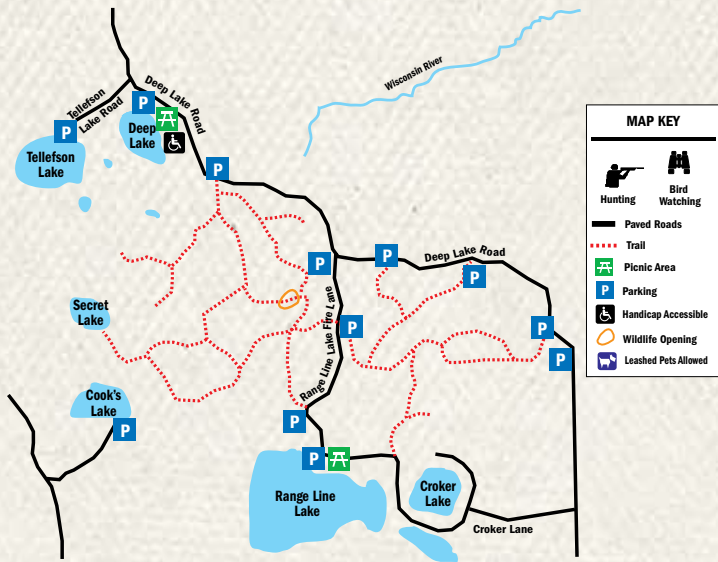 Wisconsin River
Tellefson
Lake Road
Deep Lake Road
P
P
Deep
Lake
Tellefson
Lake
P
MAP KEY
Hunting
Bird
Watching
Paved Roads
Trail
Picnic Area
P
Parking
Handicap Accessible
Wildlife Opening
Leashed Pets Allowed
Deep Lake Road
P
P
P
Secret
Lake
Range Line Lake Fire Lane
P
P
P
Cook's
Lake
P
P
P
Range Line
Lake
Croker
Lake
Croker Lane